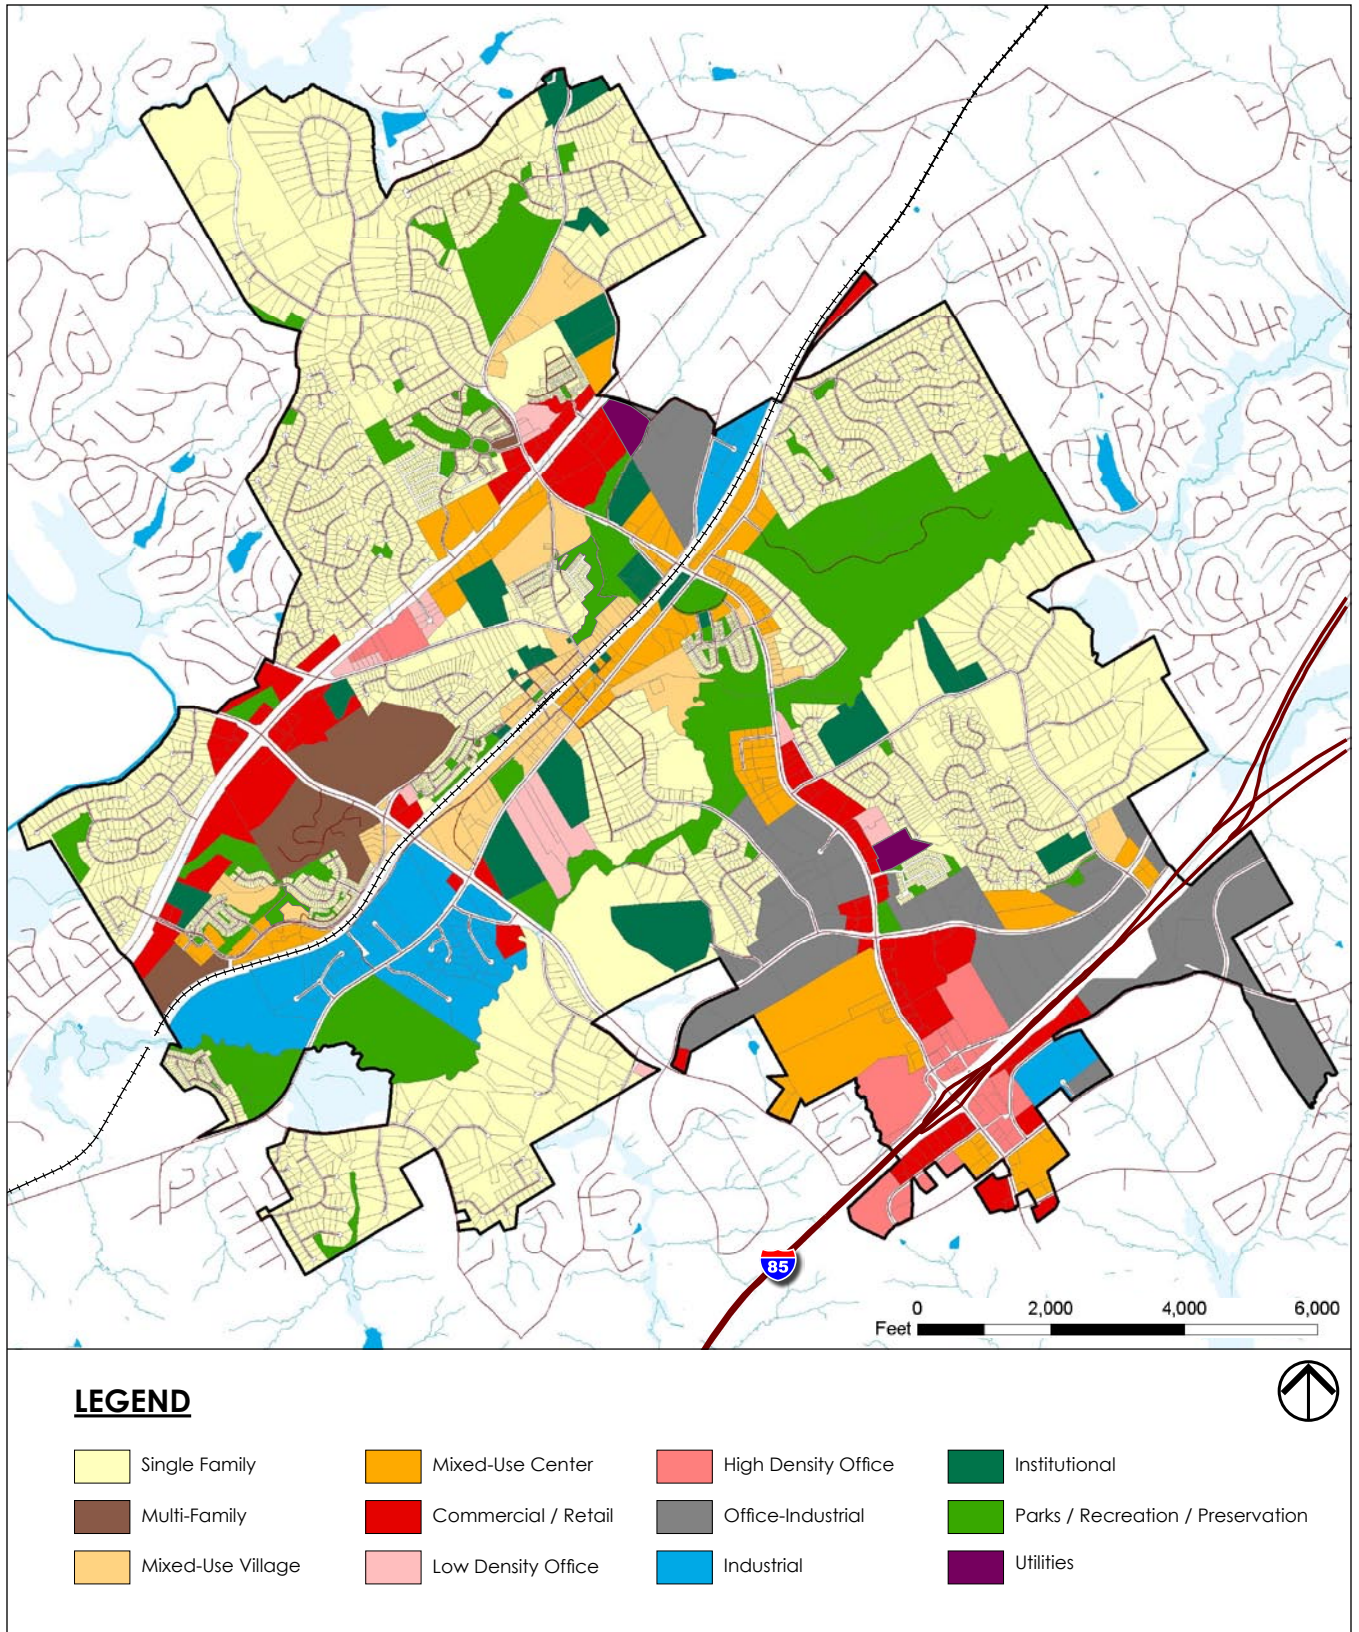 85
0 2,000 4,000 6,000
Feet
LEGEND
Single Family
Mixed-Use Center
High Density Office
Institutional
Multi-Family
Commercial / Retail
Office-Industrial
Parks / Recreation / Preservation
Mixed-Use Village
Low Density Office
Industrial
Utilities